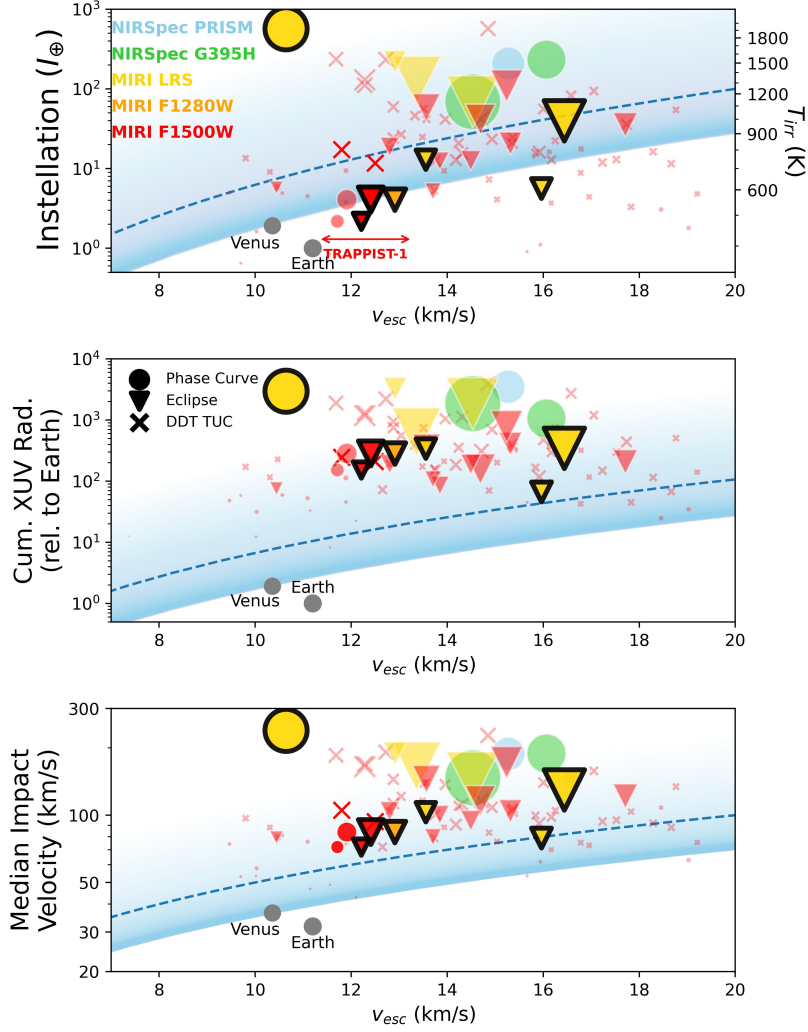 Instellation (I⊕)
10³
10²
10¹
10⁰
NIRSpec PRISM
NIRSpec G395H
MIRI LRS
MIRI F1280W
MIRI F1500W
Venus
Earth
TRAPPIST-1
1800
1500
1200
900
600
T_irr (K)
8 10 12 14 16 18 20
v_esc (km/s)
Cum. XUV Rad.
(rel. to Earth)
10⁴
10³
10²
10¹
10⁰
Phase Curve
Eclipse
DDT TUC
Venus
Earth
8 10 12 14 16 18 20
v_esc (km/s)
Median Impact
Velocity (km/s)
300
100
50
30
20
Venus
Earth
8 10 12 14 16 18 20
v_esc (km/s)